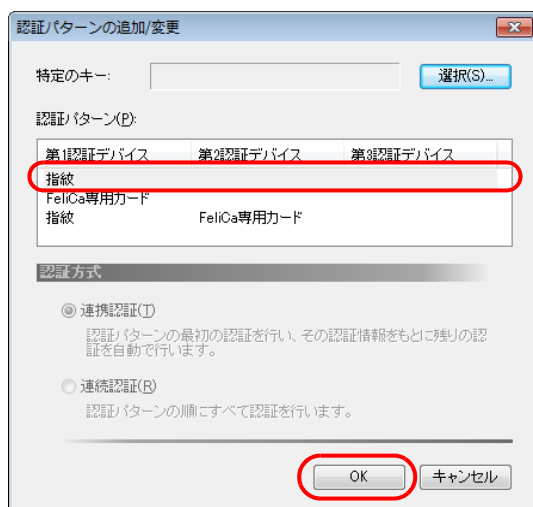 認証パターンの追加/変更
特定のキー:
選択(S)...
認証パターン(P):
第1認証デバイス 第2認証デバイス 第3認証デバイス
指紋
FeliCa専用カード
指紋 FeliCa専用カード
認証方式
連携認証(T)
認証パターンの最初の認証を行い、その認証情報をもとに残りの認
証を自動で行います。
連続認証(R)
認証パターンの順にすべて認証を行います。
OK キャンセル